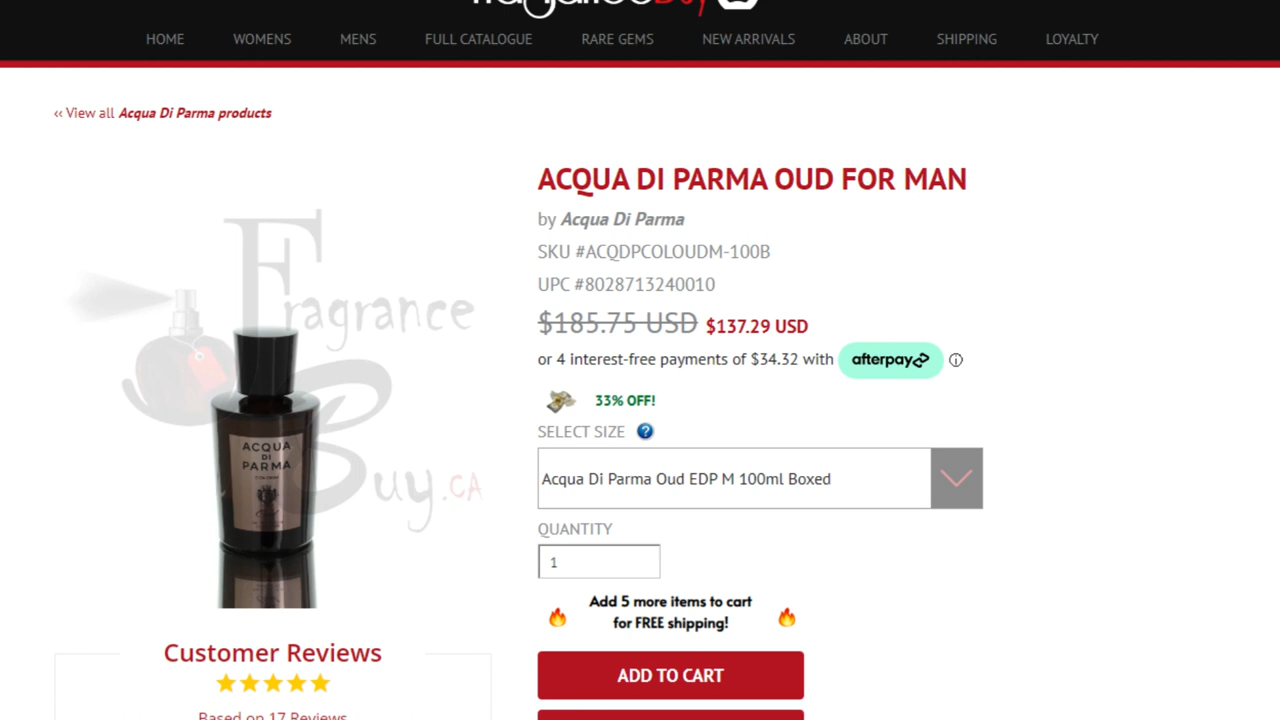 HOME WOMENS MENS FULL CATALOGUE RARE GEMS NEW ARRIVALS ABOUT SHIPPING LOYALTY
‹‹ View all Acqua Di Parma products
Fragrance
Buy.CA
ACQUA
DI
PARMA
Customer Reviews
Based on 17 Reviews
ACQUA DI PARMA OUD FOR MAN
by Acqua Di Parma
SKU #ACQDPCOLOUDM-100B
UPC #8028713240010
$185.75 USD $137.29 USD
or 4 interest-free payments of $34.32 with afterpay
33% OFF!
SELECT SIZE ?
Acqua Di Parma Oud EDP M 100ml Boxed
QUANTITY
1
Add 5 more items to cart
for FREE shipping!
ADD TO CART